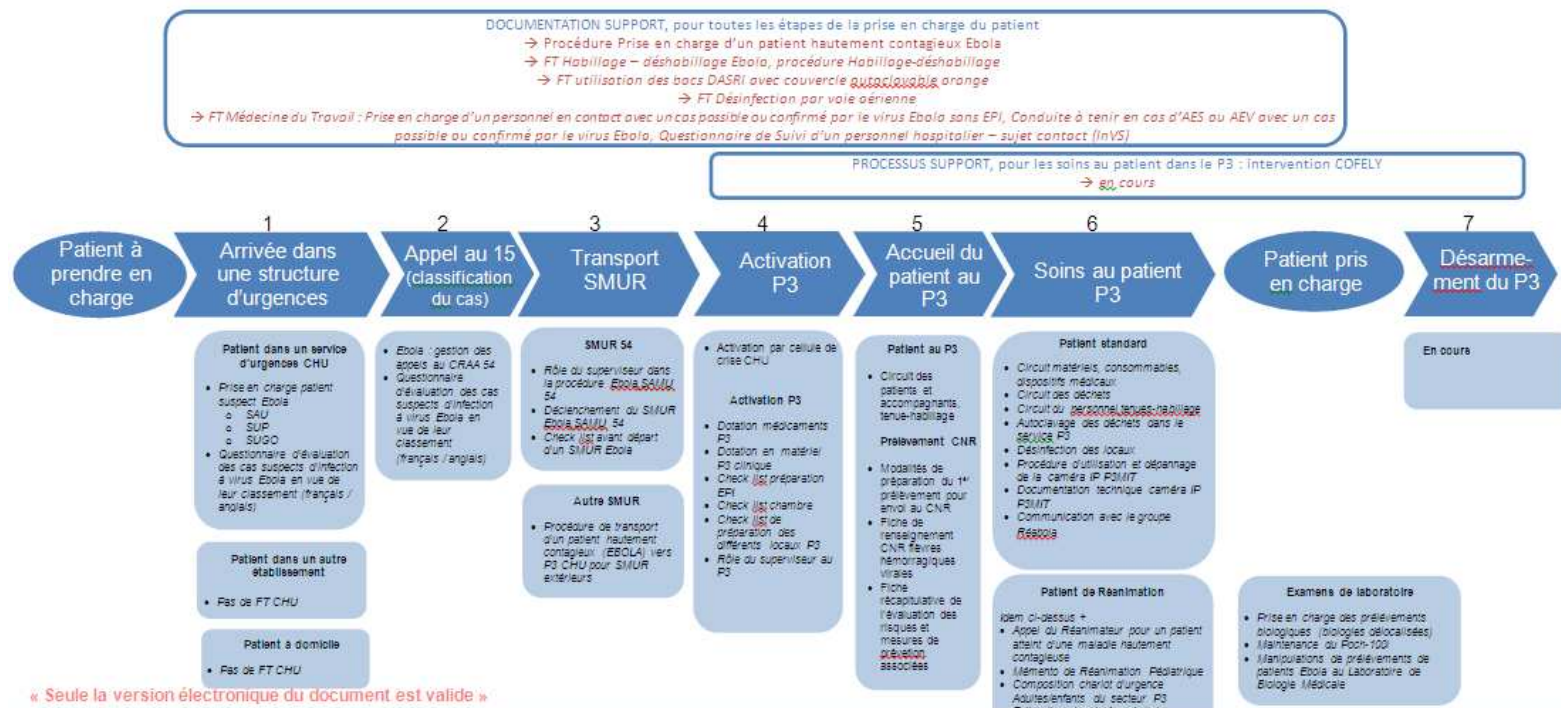 DOCUMENTATION SUPPORT, pour toutes les étapes de la prise en charge du patient
→ Procédure Prise en charge d'un patient hautement contagieux Ebola
→ FT Habillage – déshabillage Ebola, procédure Habillage-déshabillage
→ FT utilisation des bacs DASRI avec couvercle autoclavable orange
→ FT Désinfection par voie aérienne
→ FT Médecine du Travail : Prise en charge d'un personnel en contact avec un cas possible ou confirmé par le virus Ebola sans EPI, Conduite à tenir en cas d'AES ou AEV avec un cas
possible ou confirmé par le virus Ebola, Questionnaire de Suivi d'un personnel hospitalier – sujet contact (InVS)
PROCESSUS SUPPORT, pour les soins au patient dans le P3 : intervention COFELY
→ en cours
Patient à
prendre en
charge
1
Arrivée dans
une structure
d'urgences
2
Appel au 15
(classification
du cas)
3
Transport
SMUR
4
Activation
P3
5
Accueil du
patient au
P3
6
Soins au patient
P3
Patient pris
en charge
7
Désarme-
ment du P3
Patient dans un service
d'urgences CHU
• Prise en charge patient
suspect Ebola
o SAU
o SUP
o SUGO
• Questionnaire d'évaluation
des cas suspects d'infection
à virus Ebola en vue de
leur classement (français /
anglais)
Patient dans un autre
établissement
• Pas de FT CHU
Patient à domicile
• Pas de FT CHU
• Ebola : gestion des
appels au CRAA 54
• Questionnaire
d'évaluation des cas
suspects d'infection
à virus Ebola en
vue de leur
classement
(français / anglais)
SMUR 54
• Rôle du superviseur dans
la procédure Ebola SAMU
54
• Déclenchement du SMUR
Ebola SAMU 54
• Check list avant départ
d'un SMUR Ebola
Autre SMUR
• Procédure de transport
d'un patient hautement
contagieux (EBOLA) vers
P3 CHU pour SMUR
extérieurs
• Activation par cellule de
crise CHU
Activation P3
• Dotation médicaments
P3
• Dotation en matériel
P3 clinique
• Check list préparation
EPI
• Check list chambre
• Check list de
préparation des
différents locaux P3
• Rôle du superviseur au
P3
Patient au P3
• Circuit des
patients et
accompagnants,
tenue-habillage
Prélèvement CNR
• Modalités de
préparation du 1er
prélèvement pour
envoi au CNR
• Fiche de
renseignement
CNR fièvres
hémorragiques
virales
• Fiche
récapitulative de
l'évaluation des
risques et
mesures de
prévetion
associées
Patient standard
• Circuit matériels, consommables,
dispositifs médicaux
• Circuit des déchets
• Circuit du personnel,tenues-habillage
• Autoclavage des déchets dans le
service P3
• Désinfection des locaux
• Procédure d'utilisation et dépannage
de la caméra IP P3MIT
• Documentation technique caméra IP
P3MIT
• Communication avec le groupe
Réabola
Patient de Réanimation
Idem ci-dessus +
• Appel du Réanimateur pour un patient
atteint d'une maladie hautement
contagieuse
• Mémento de Réanimation Pédiatrique
• Composition chariot d'urgence
Adultes/enfants du secteur P3
Examens de laboratoire
• Prise en charge des prélèvements
biologiques (biologies délocalisées)
• Maintenance du Poch-100i
• Manipulations de prélèvements de
patients Ebola au Laboratoire de
Biologie Médicale
En cours
« Seule la version électronique du document est valide »